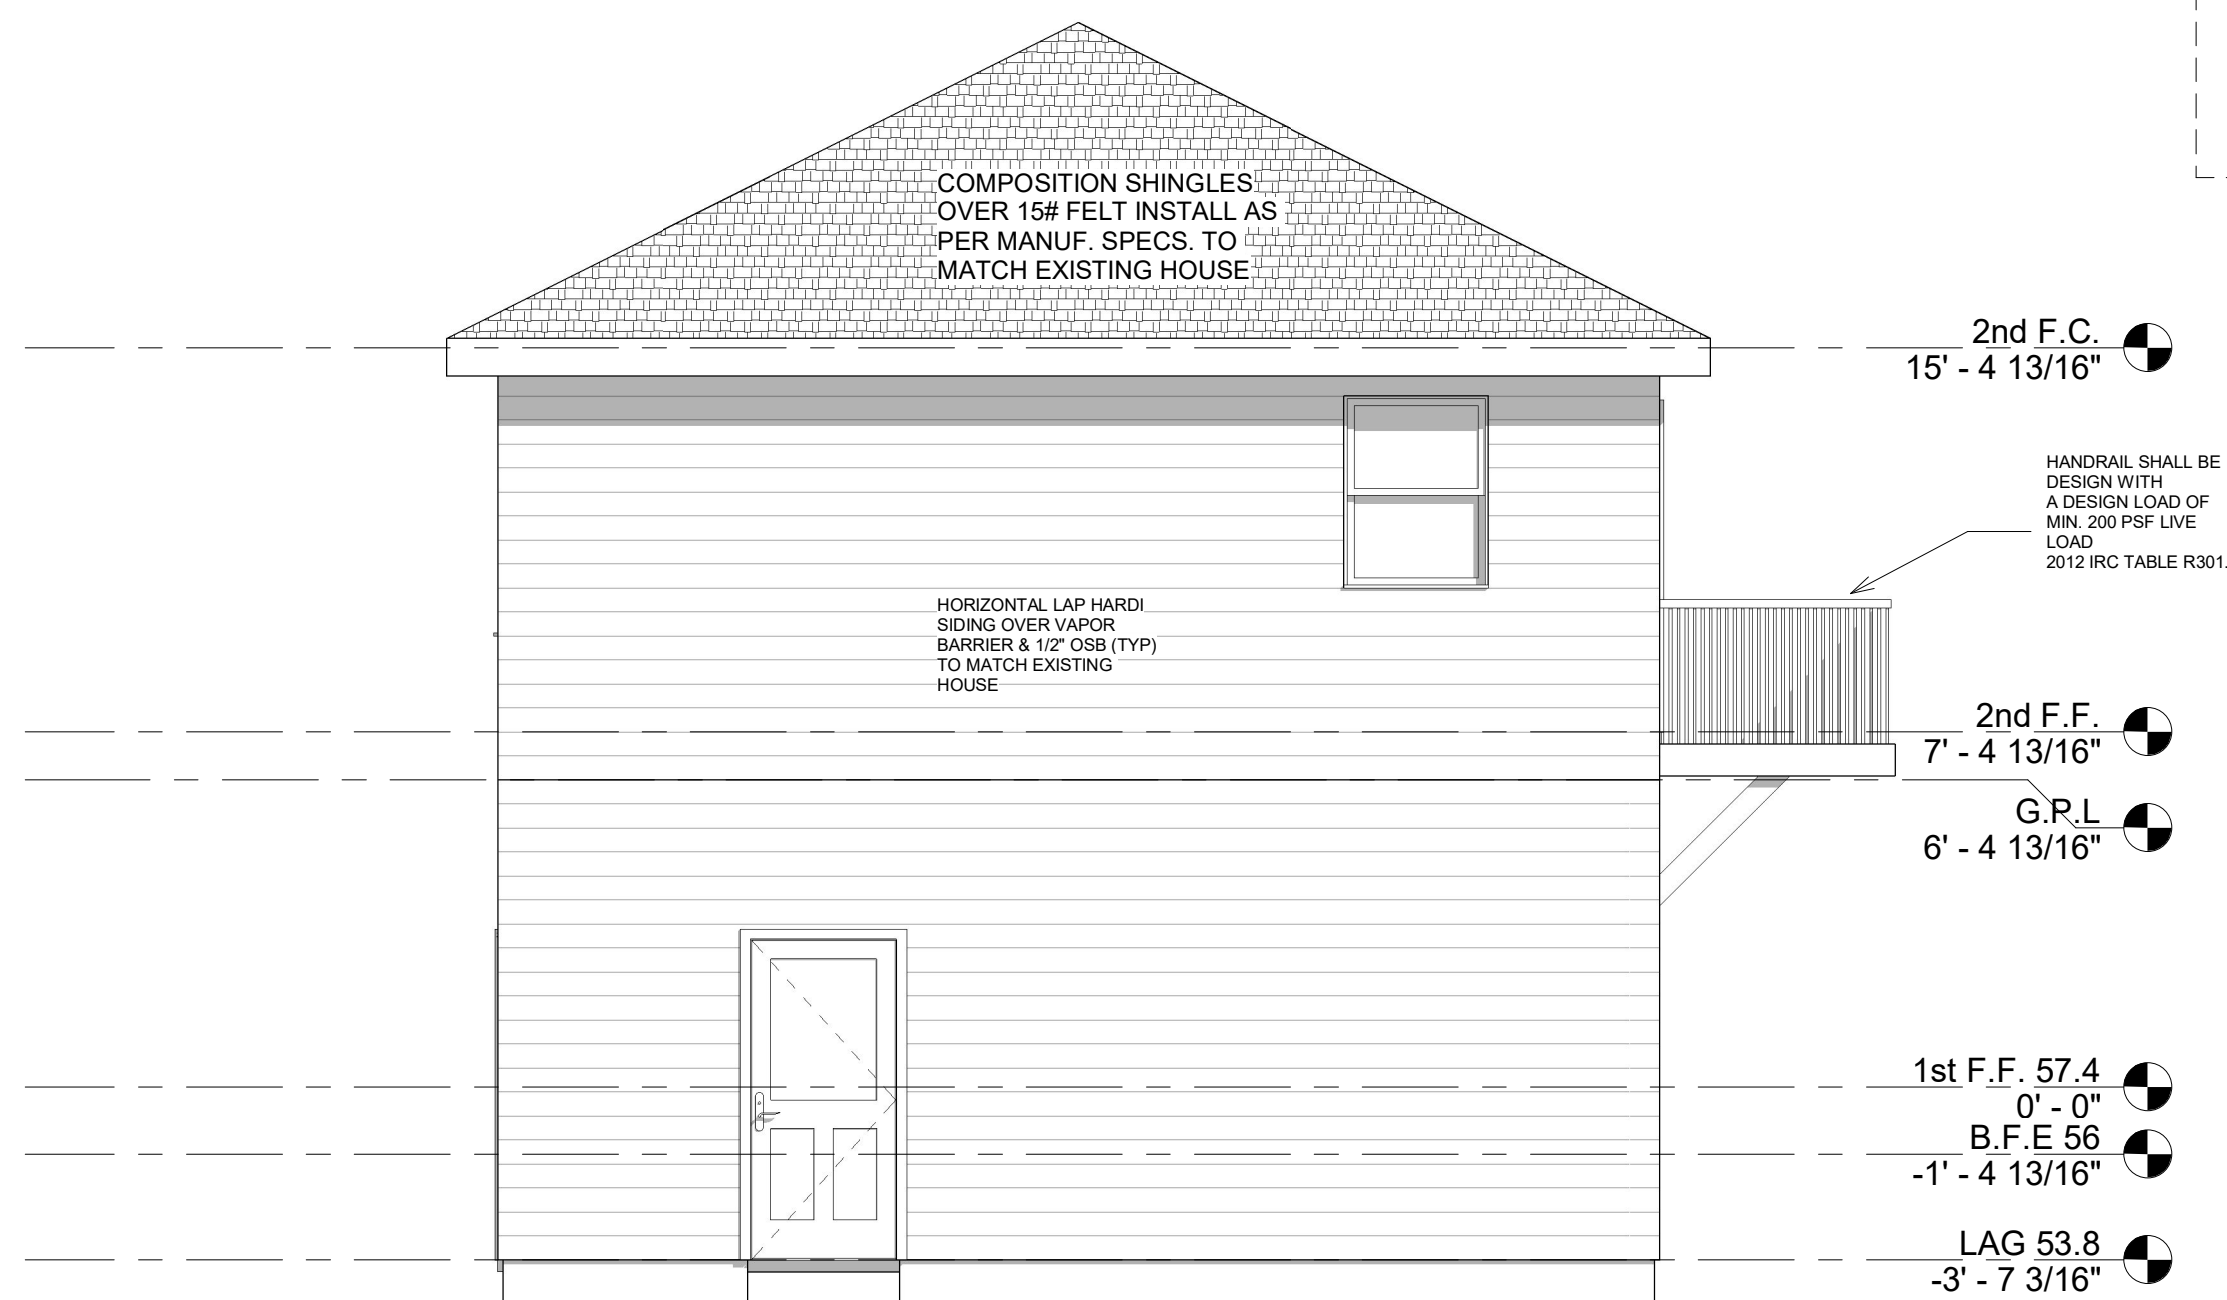 COMPOSITION SHINGLES
OVER 15# FELT INSTALL AS
PER MANUF. SPECS. TO
MATCH EXISTING HOUSE
2nd F.C.
15' - 4 13/16"
HANDRAIL SHALL BE
DESIGN WITH
A DESIGN LOAD OF
MIN. 200 PSF LIVE
LOAD
2012 IRC TABLE R301.
HORIZONTAL LAP HARDI
SIDING OVER VAPOR
BARRIER & 1/2" OSB (TYP)
TO MATCH EXISTING
HOUSE
2nd F.F.
7' - 4 13/16"
G.P.L
6' - 4 13/16"
1st F.F. 57.4
0' - 0"
B.F.E 56
-1' - 4 13/16"
LAG 53.8
-3' - 7 3/16"